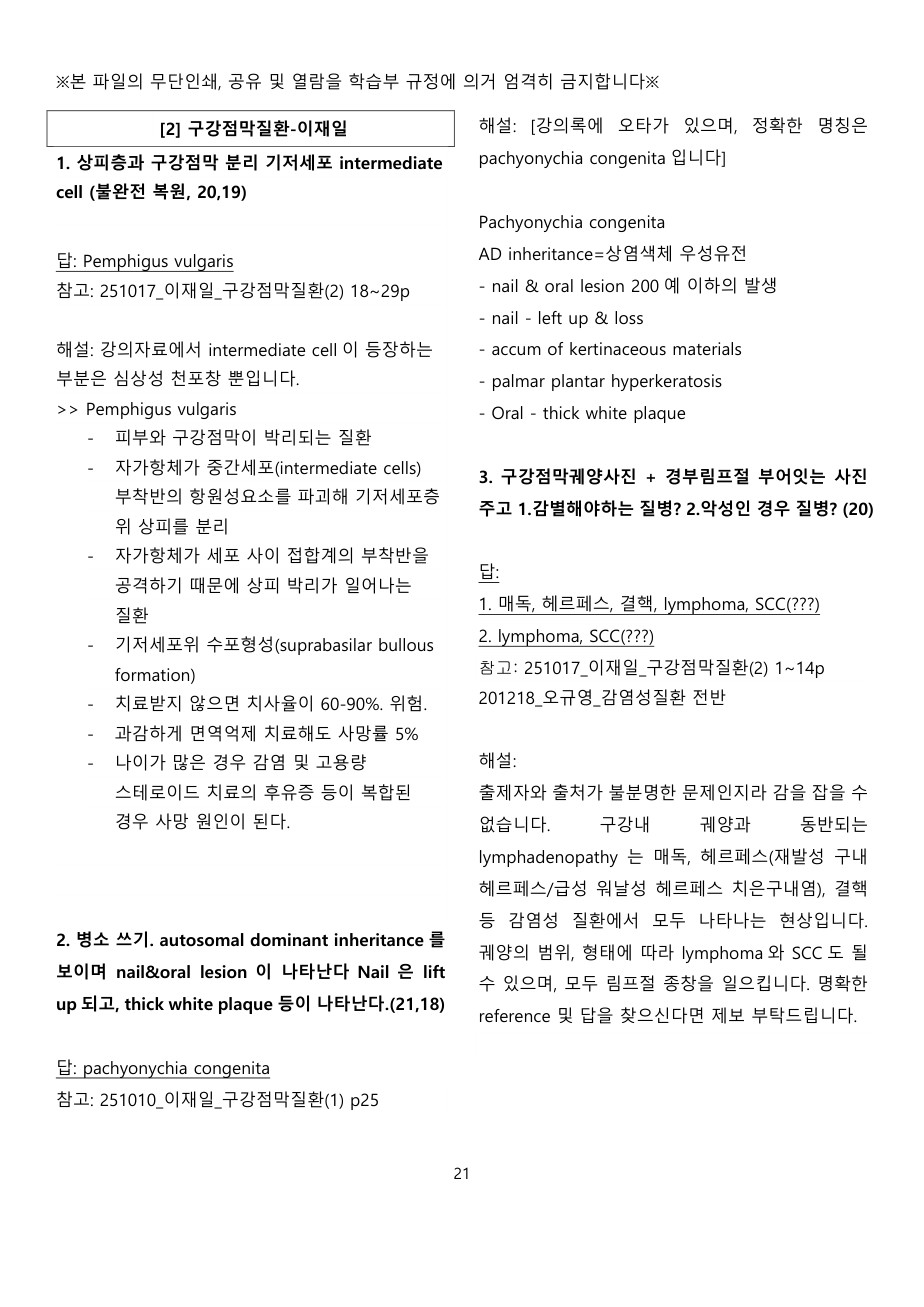 ※본 파일의 무단인쇄, 공유 및 열람을 학습부 규정에 의거 엄격히 금지합니다※
[2] 구강점막질환-이재일
1. 상피층과 구강점막 분리 기저세포 intermediate
cell (불완전 복원, 20,19)
답: Pemphigus vulgaris
참고: 251017_이재일_구강점막질환(2) 18~29p
해설: 강의자료에서 intermediate cell 이 등장하는
부분은 심상성 천포창 뿐입니다.
>> Pemphigus vulgaris
- 피부와 구강점막이 박리되는 질환
- 자가항체가 중간세포(intermediate cells)
부착반의 항원성요소를 파괴해 기저세포층
위 상피를 분리
- 자가항체가 세포 사이 접합계의 부착반을
공격하기 때문에 상피 박리가 일어나는
질환
- 기저세포위 수포형성(suprabasilar bullous
formation)
- 치료받지 않으면 치사율이 60-90%. 위험.
- 과감하게 면역억제 치료해도 사망률 5%
- 나이가 많은 경우 감염 및 고용량
스테로이드 치료의 후유증 등이 복합된
경우 사망 원인이 된다.
2. 병소 쓰기. autosomal dominant inheritance 를
보이며 nail&oral lesion 이 나타난다 Nail 은 lift
up 되고, thick white plaque 등이 나타난다.(21,18)
답: pachyonychia congenita
참고: 251010_이재일_구강점막질환(1) p25
해설: [강의록에 오타가 있으며, 정확한 명칭은
pachyonychia congenita 입니다]
Pachyonychia congenita
AD inheritance=상염색체 우성유전
- nail & oral lesion 200 예 이하의 발생
- nail - left up & loss
- accum of kertinaceous materials
- palmar plantar hyperkeratosis
- Oral - thick white plaque
3. 구강점막궤양사진 + 경부림프절 부어잇는 사진
주고 1.감별해야하는 질병? 2.악성인 경우 질병? (20)
답:
1. 매독, 헤르페스, 결핵, lymphoma, SCC(???)
2. lymphoma, SCC(???)
참고: 251017_이재일_구강점막질환(2) 1~14p
201218_오규영_감염성질환 전반
해설:
출제자와 출처가 불분명한 문제인지라 감을 잡을 수
없습니다. 구강내 궤양과 동반되는
lymphadenopathy 는 매독, 헤르페스(재발성 구내
헤르페스/급성 워날성 헤르페스 치은구내염), 결핵
등 감염성 질환에서 모두 나타나는 현상입니다.
궤양의 범위, 형태에 따라 lymphoma 와 SCC 도 될
수 있으며, 모두 림프절 종창을 일으킵니다. 명확한
reference 및 답을 찾으신다면 제보 부탁드립니다.
21